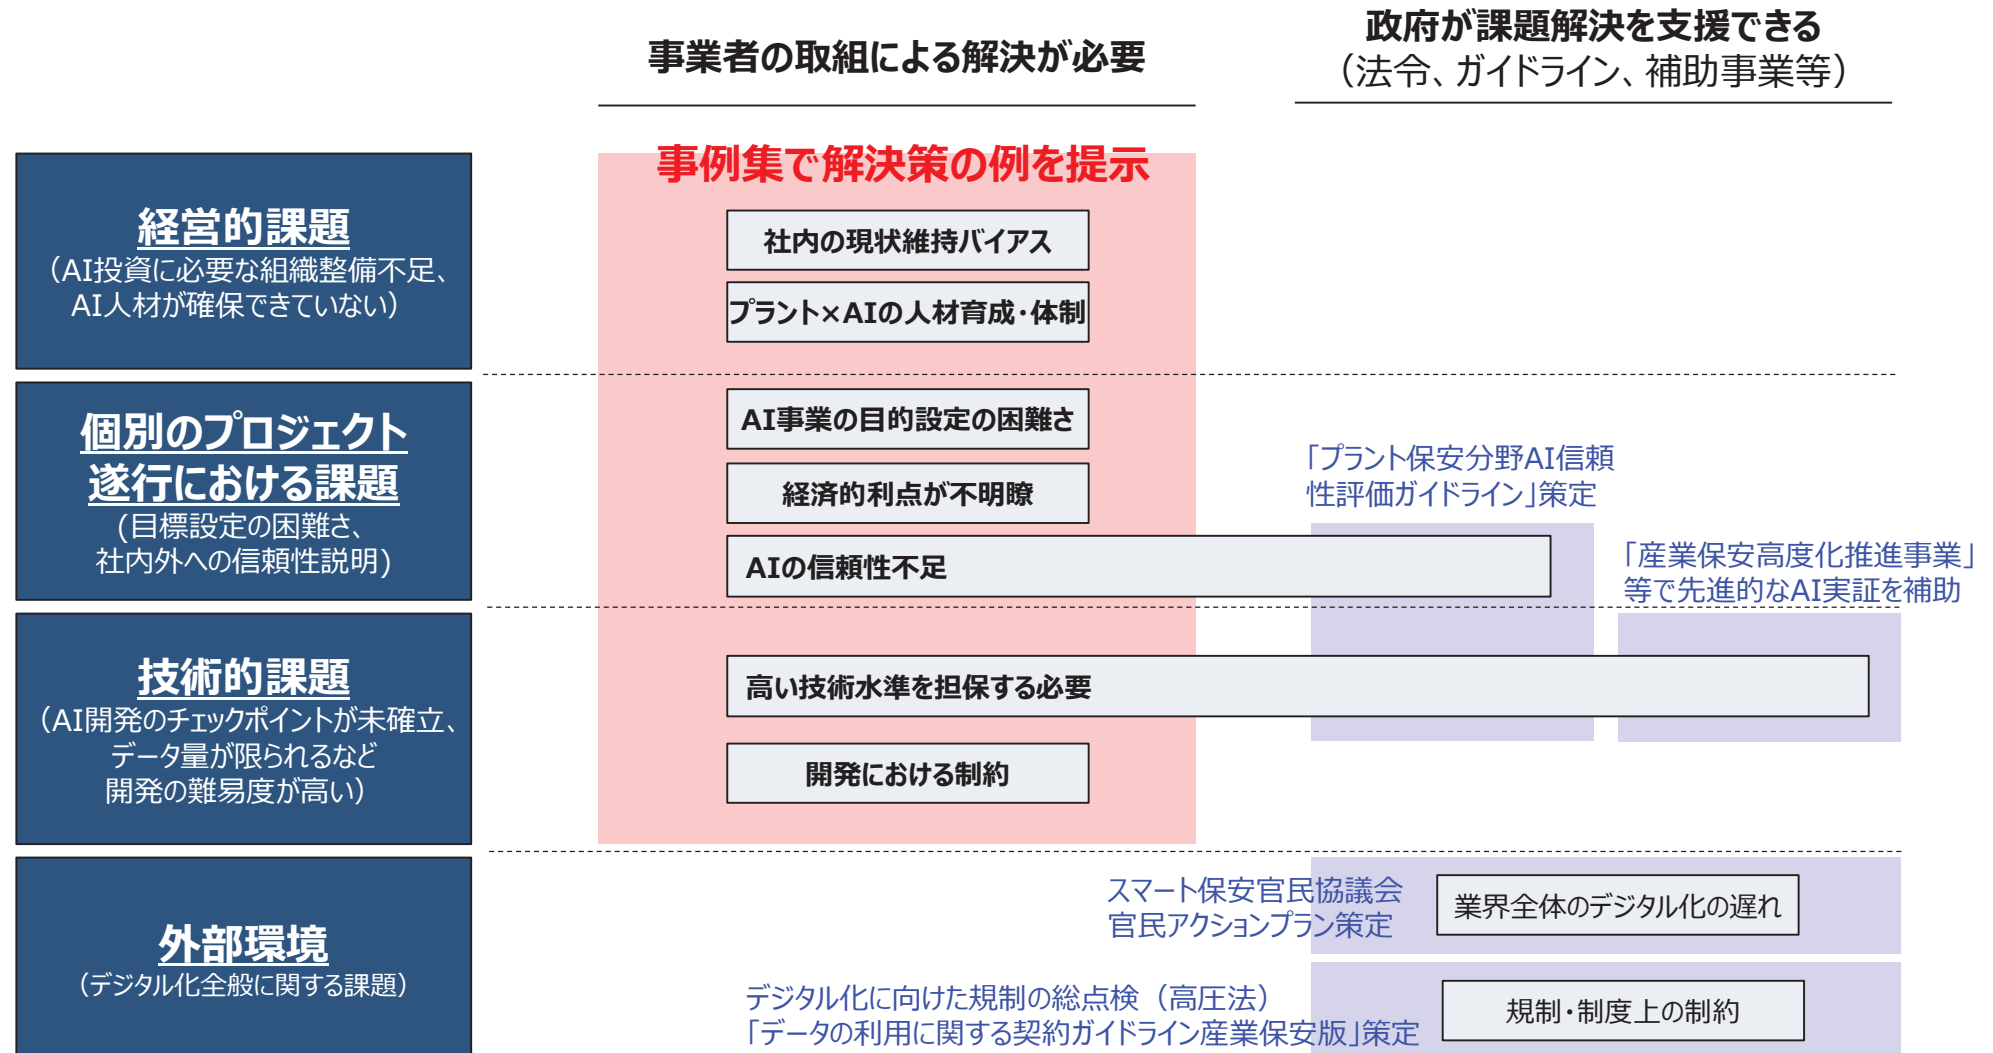 事業者の取組による解決が必要
政府が課題解決を支援できる
（法令、ガイドライン、補助事業等）
事例集で解決策の例を提示
経営的課題
（AI投資に必要な組織整備不足、
AI人材が確保できていない）
社内の現状維持バイアス
プラント×AIの人材育成・体制
個別のプロジェクト
遂行における課題
(目標設定の困難さ、
社内外への信頼性説明)
AI事業の目的設定の困難さ
経済的利点が不明瞭
AIの信頼性不足
「プラント保安分野AI信頼
性評価ガイドライン」策定
「産業保安高度化推進事業」
等で先進的なAI実証を補助
技術的課題
（AI開発のチェックポイントが未確立、
データ量が限られるなど
開発の難易度が高い）
高い技術水準を担保する必要
開発における制約
外部環境
（デジタル化全般に関する課題）
スマート保安官民協議会
官民アクションプラン策定
業界全体のデジタル化の遅れ
デジタル化に向けた規制の総点検（高圧法）
「データの利用に関する契約ガイドライン産業保安版」策定
規制・制度上の制約